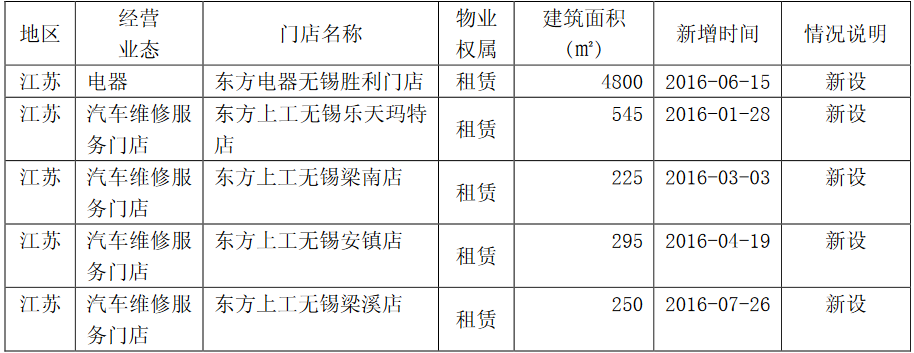 地区 经营业态 门店名称 物业权属 建筑面积(㎡) 新增时间 情况说明
江苏 电器 东方电器无锡胜利门店 租赁 4800 2016-06-15 新设
江苏 汽车维修服务门店 东方上工无锡乐天玛特店 租赁 545 2016-01-28 新设
江苏 汽车维修服务门店 东方上工无锡梁南店 租赁 225 2016-03-03 新设
江苏 汽车维修服务门店 东方上工无锡安镇店 租赁 295 2016-04-19 新设
江苏 汽车维修服务门店 东方上工无锡梁溪店 租赁 250 2016-07-26 新设